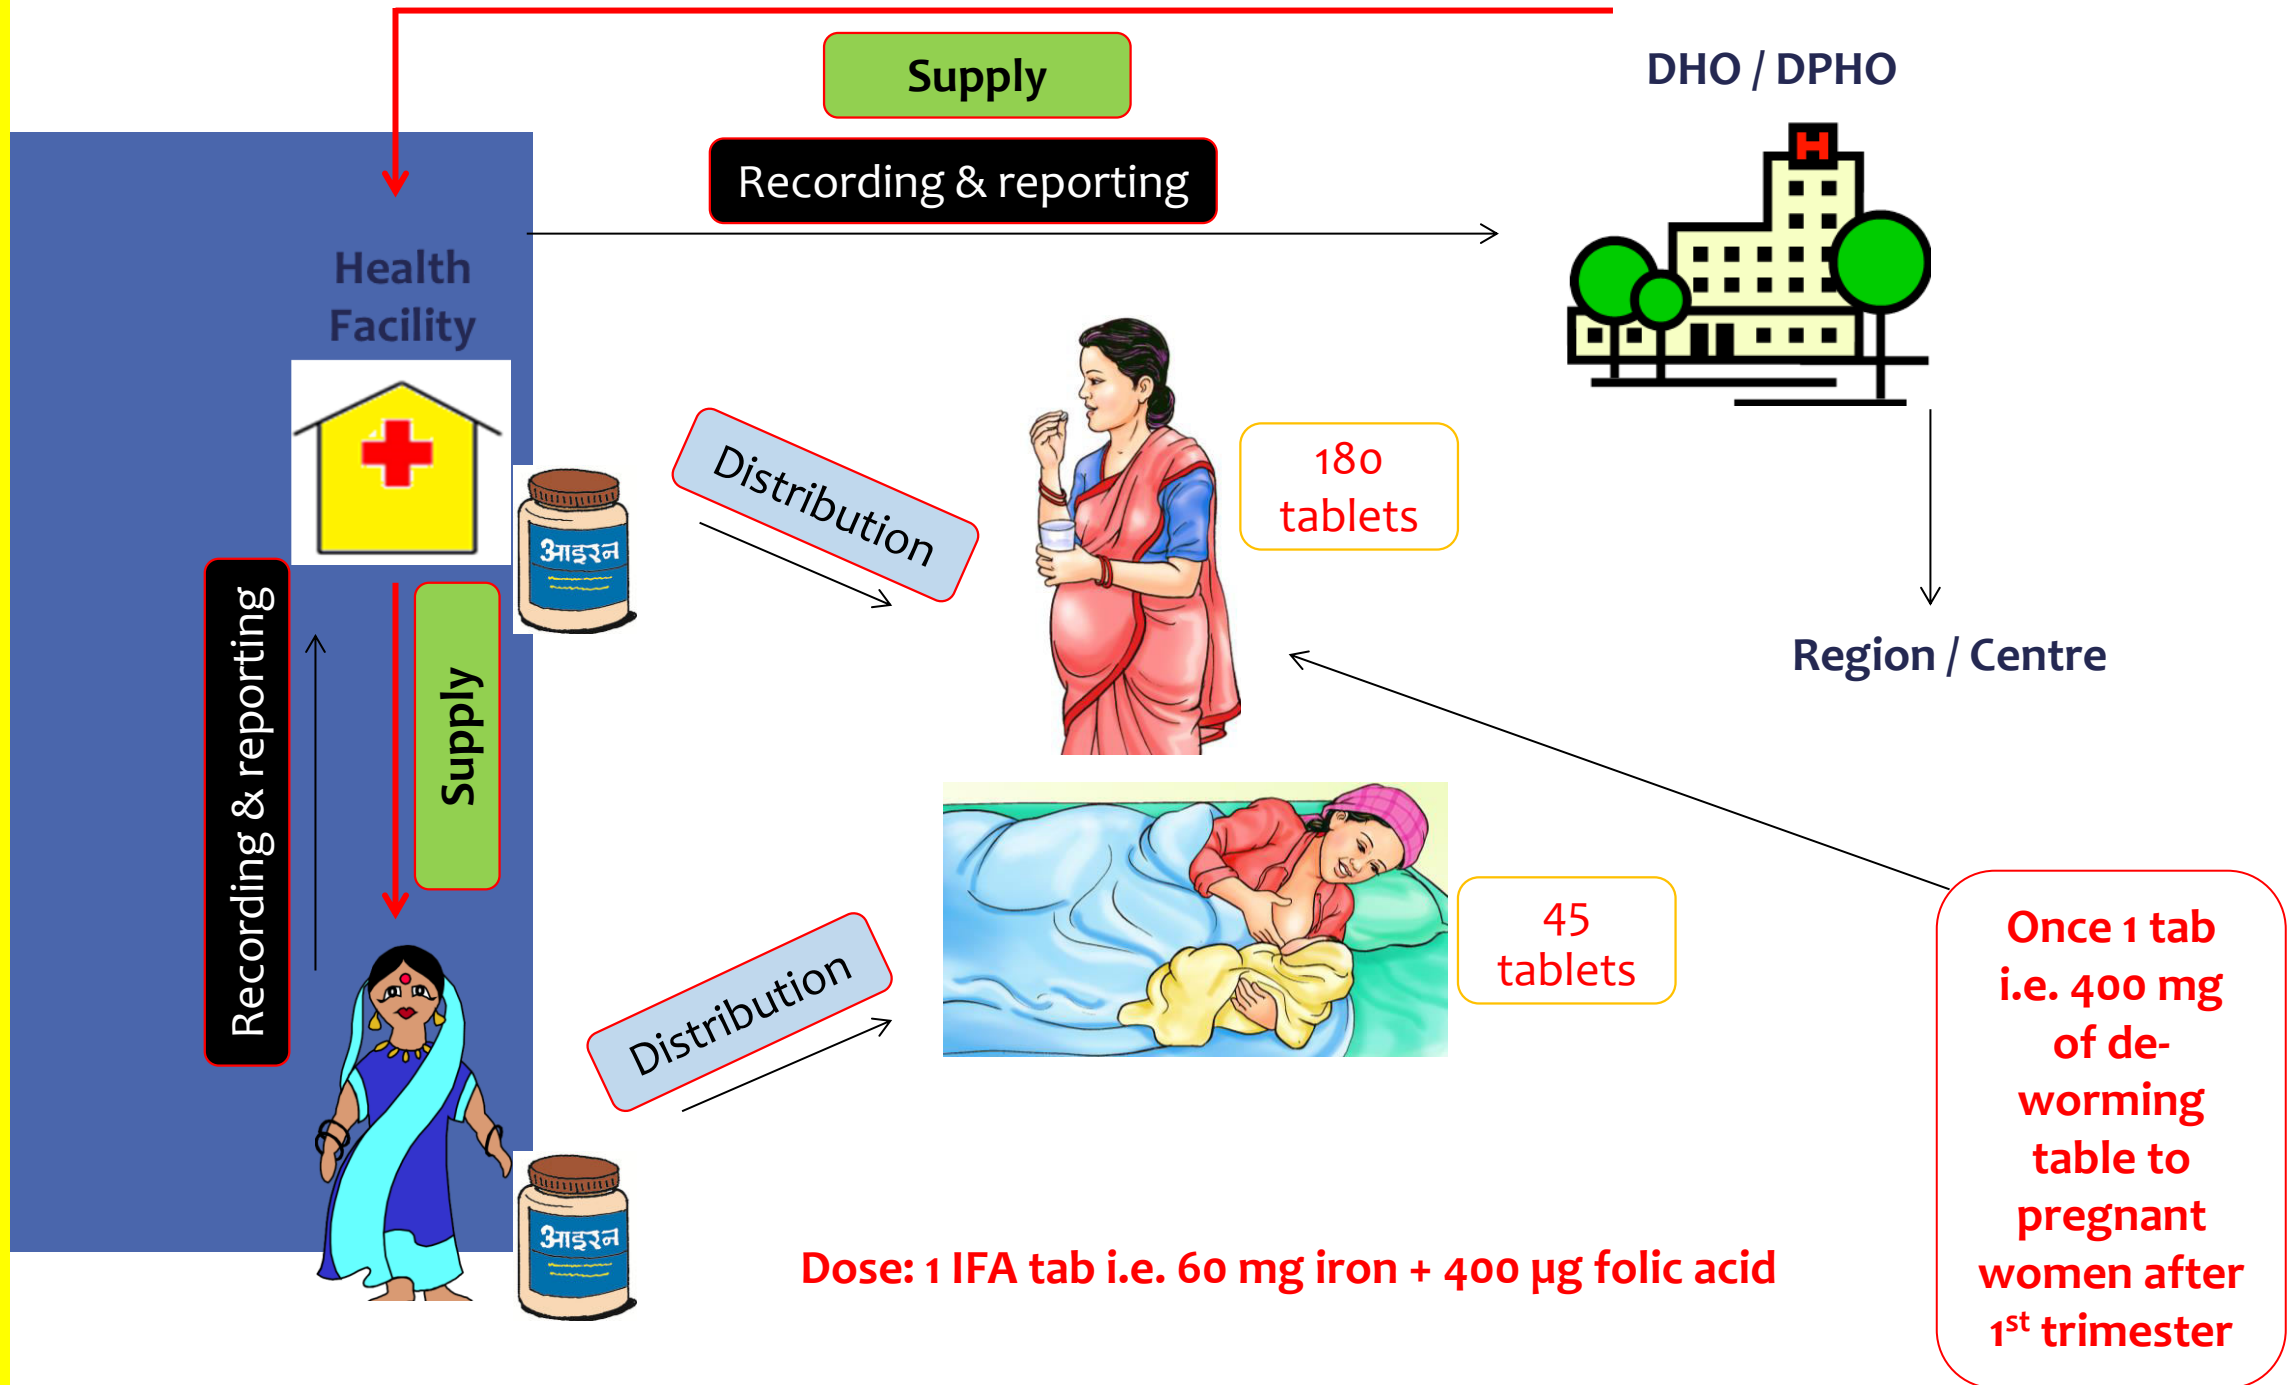 Supply
DHO / DPHO
H
Recording & reporting
Health
Facility
Distribution
180
tablets
आइरन
Recording & reporting
Supply
Region / Centre
Distribution
45
tablets
Once 1 tab
i.e. 400 mg
of de-
worming
table to
pregnant
women after
1st trimester
आइरन
Dose: 1 IFA tab i.e. 60 mg iron + 400 µg folic acid